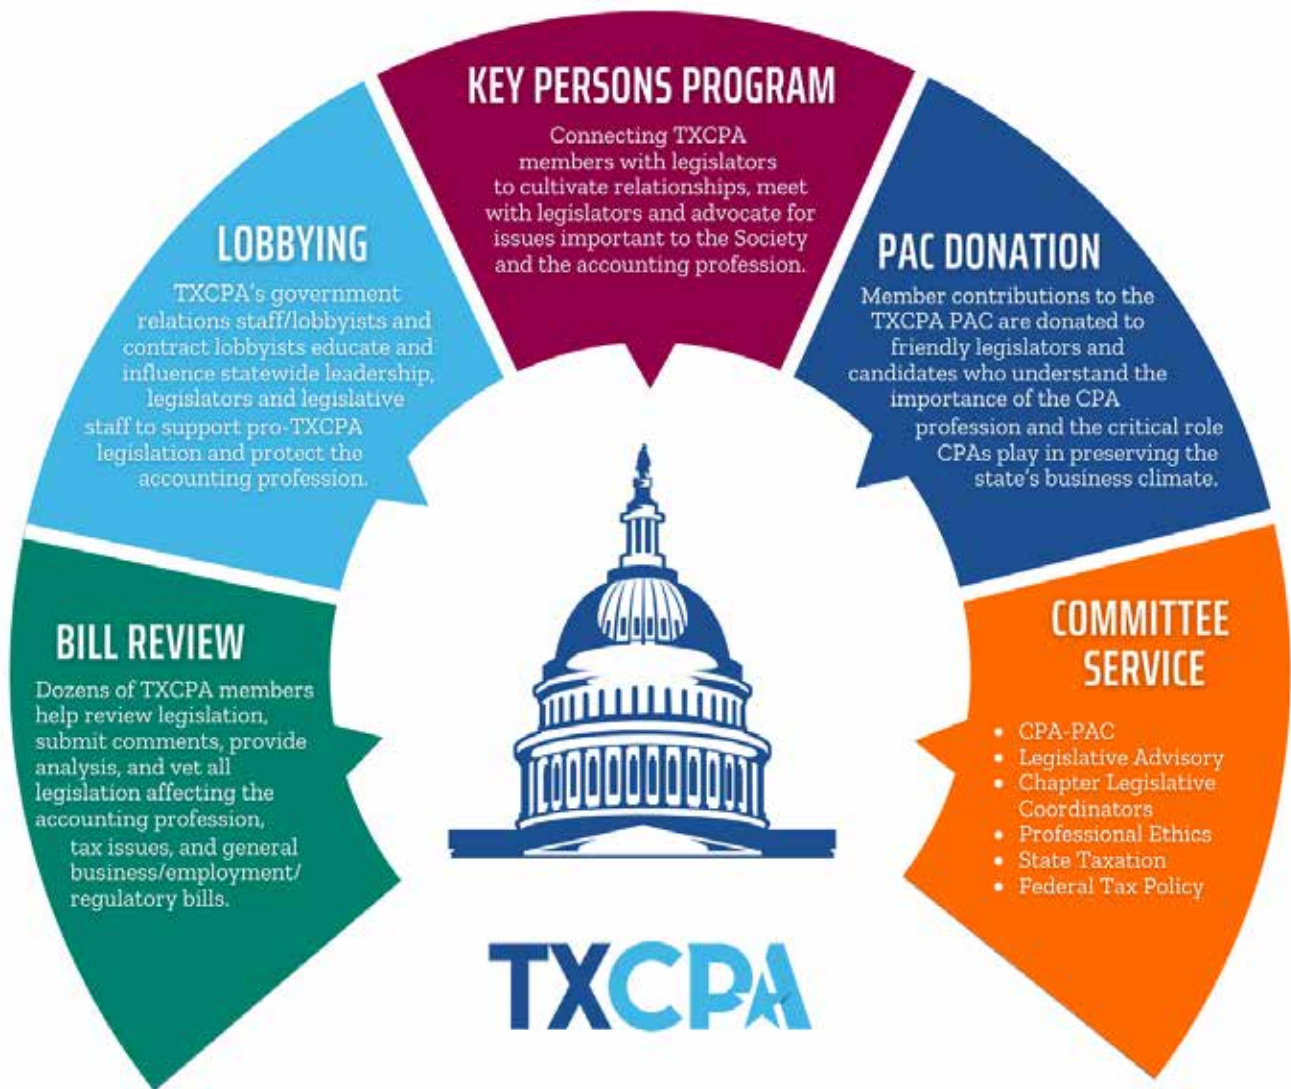 KEY PERSONS PROGRAM
Connecting TXCPA
members with legislators
to cultivate relationships, meet
with legislators and advocate for
issues important to the Society
and the accounting profession.
LOBBYING
TXCPA's government
relations staff/lobbyists and
contract lobbyists educate and
influence statewide leadership,
legislators and legislative
staff to support pro-TXCPA
legislation and protect the
accounting profession.
PAC DONATION
Member contributions to the
TXCPA PAC are donated to
friendly legislators and
candidates who understand the
importance of the CPA
profession and the critical role
CPAs play in preserving the
state's business climate.
BILL REVIEW
Dozens of TXCPA members
help review legislation,
submit comments, provide
analysis, and vet all
legislation affecting the
accounting profession,
tax issues, and general
business/employment/
regulatory bills.
COMMITTEE
SERVICE
• CPA-PAC
• Legislative Advisory
• Chapter Legislative
Coordinators
• Professional Ethics
• State Taxation
• Federal Tax Policy
TXCPA